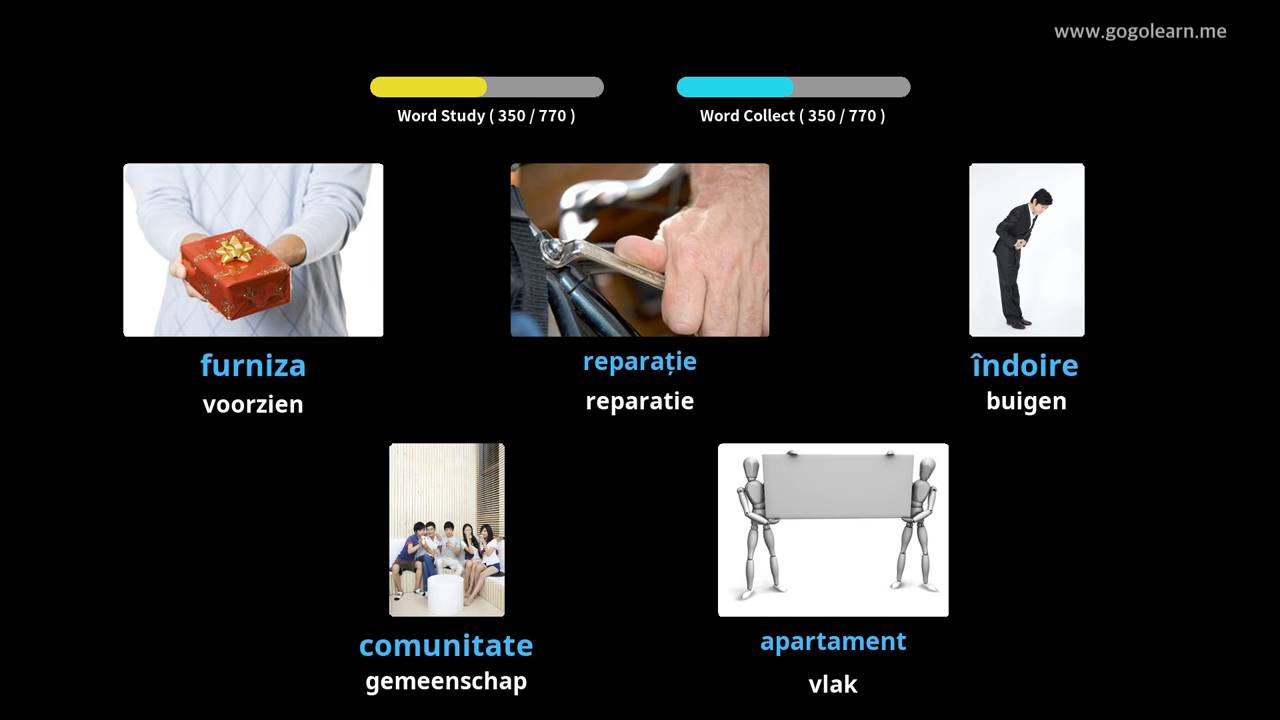 www.gogolearn.me
Word Study ( 350 / 770 )
Word Collect ( 350 / 770 )
furniza
voorzien
reparație
reparatie
îndoire
buigen
comunitate
gemeenschap
apartament
vlak